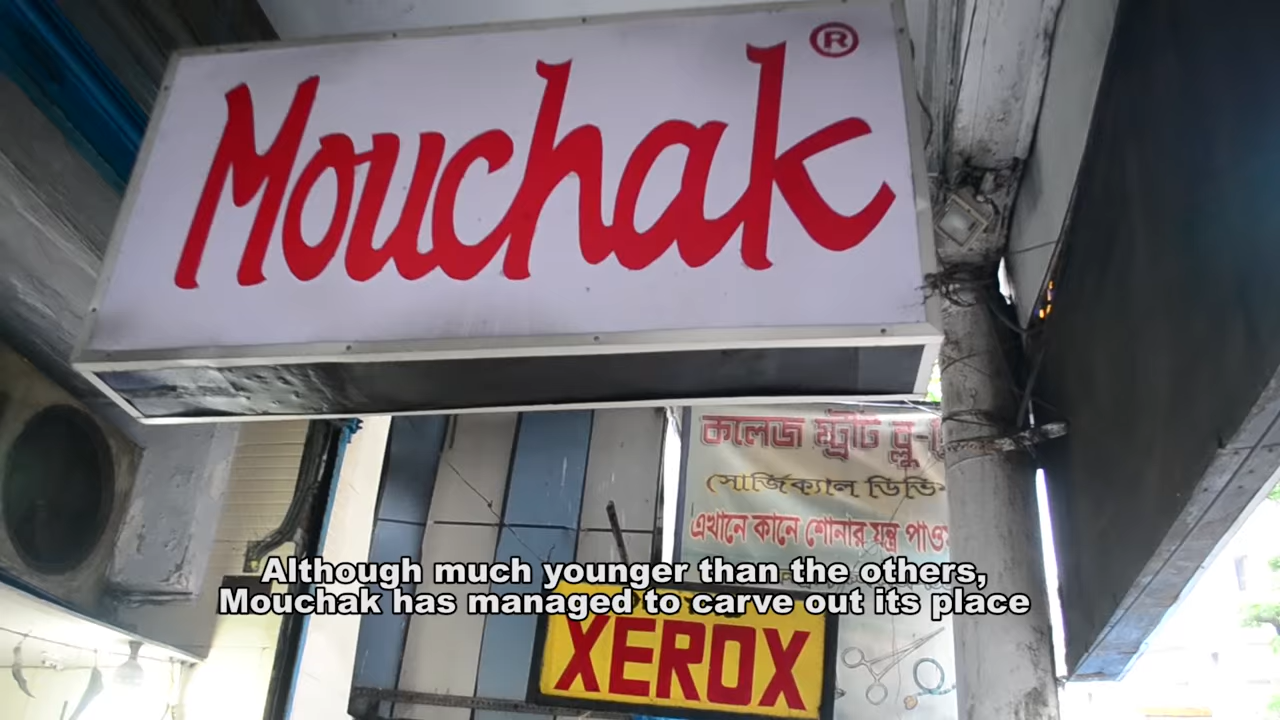 Mouchak ®
কলেজ স্ট্রীট
সার্জিক্যাল
এখানে কানে শোনার যন্ত্র
Although much younger than the others,
Mouchak has managed to carve out its place
XEROX